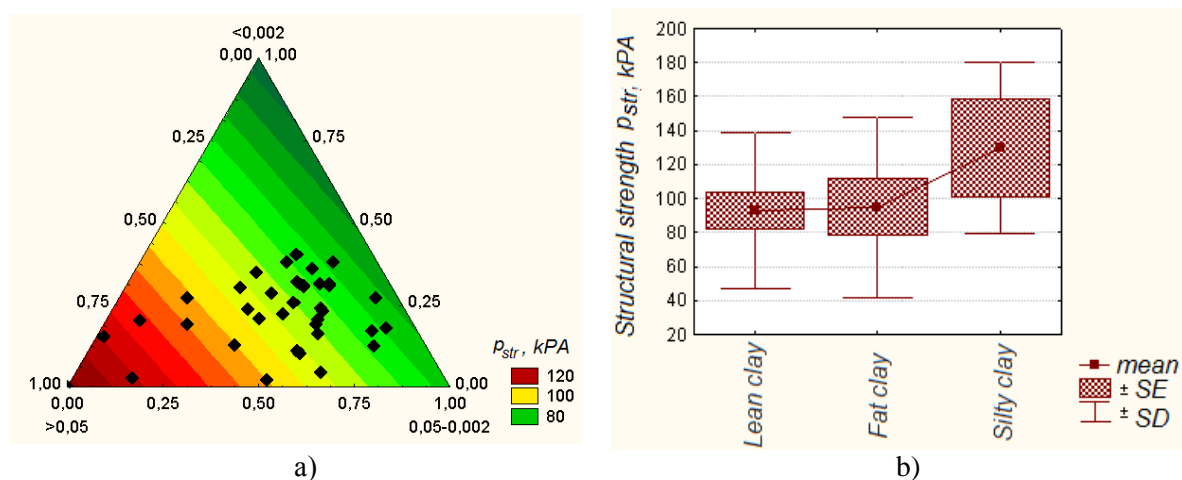 <0,002
0,00 1,00
0,25 0,75
0,50 0,50
0,75 0,25
1,00 0,00
0,00 0,25 0,50 0,75 1,00
>0,05 0,05-0,002
pstr, kPA
120
100
80
a)
Structural strength pstr, kPA
200
180
160
140
120
100
80
60
40
20
Lean clay
Fat clay
Silty clay
mean
± SE
± SD
b)